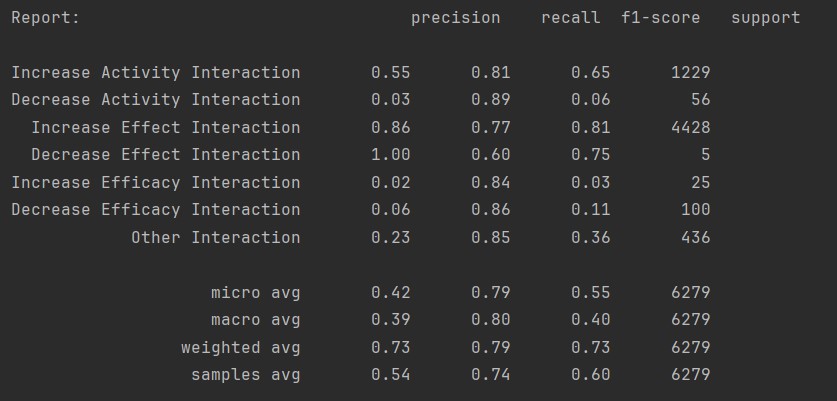 Report: precision recall f1-score support
Increase Activity Interaction 0.55 0.81 0.65 1229
Decrease Activity Interaction 0.03 0.89 0.06 56
Increase Effect Interaction 0.86 0.77 0.81 4428
Decrease Effect Interaction 1.00 0.60 0.75 5
Increase Efficacy Interaction 0.02 0.84 0.03 25
Decrease Efficacy Interaction 0.06 0.86 0.11 100
Other Interaction 0.23 0.85 0.36 436
micro avg 0.42 0.79 0.55 6279
macro avg 0.39 0.80 0.40 6279
weighted avg 0.73 0.79 0.73 6279
samples avg 0.54 0.74 0.60 6279